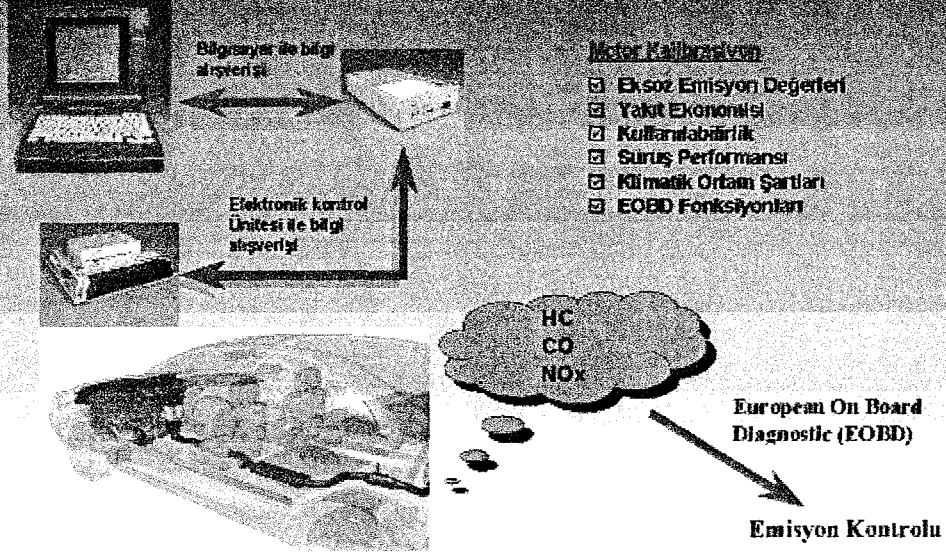 Bilgisayar ile bilgi
alışverişi
Motor Kalibrasyon
Eksoz Emisyon Değerleri
Yakıt Ekonomisi
Kullanılabilirlik
Sürüş Performansı
Klimatik Ortam Şartları
EOBD Fonksiyonları
Elektronik kontrol
Ünitesi ile bilgi
alışverişi
HC
CO
NOx
European On Board
Diagnostic (EOBD)
Emisyon Kontrolu